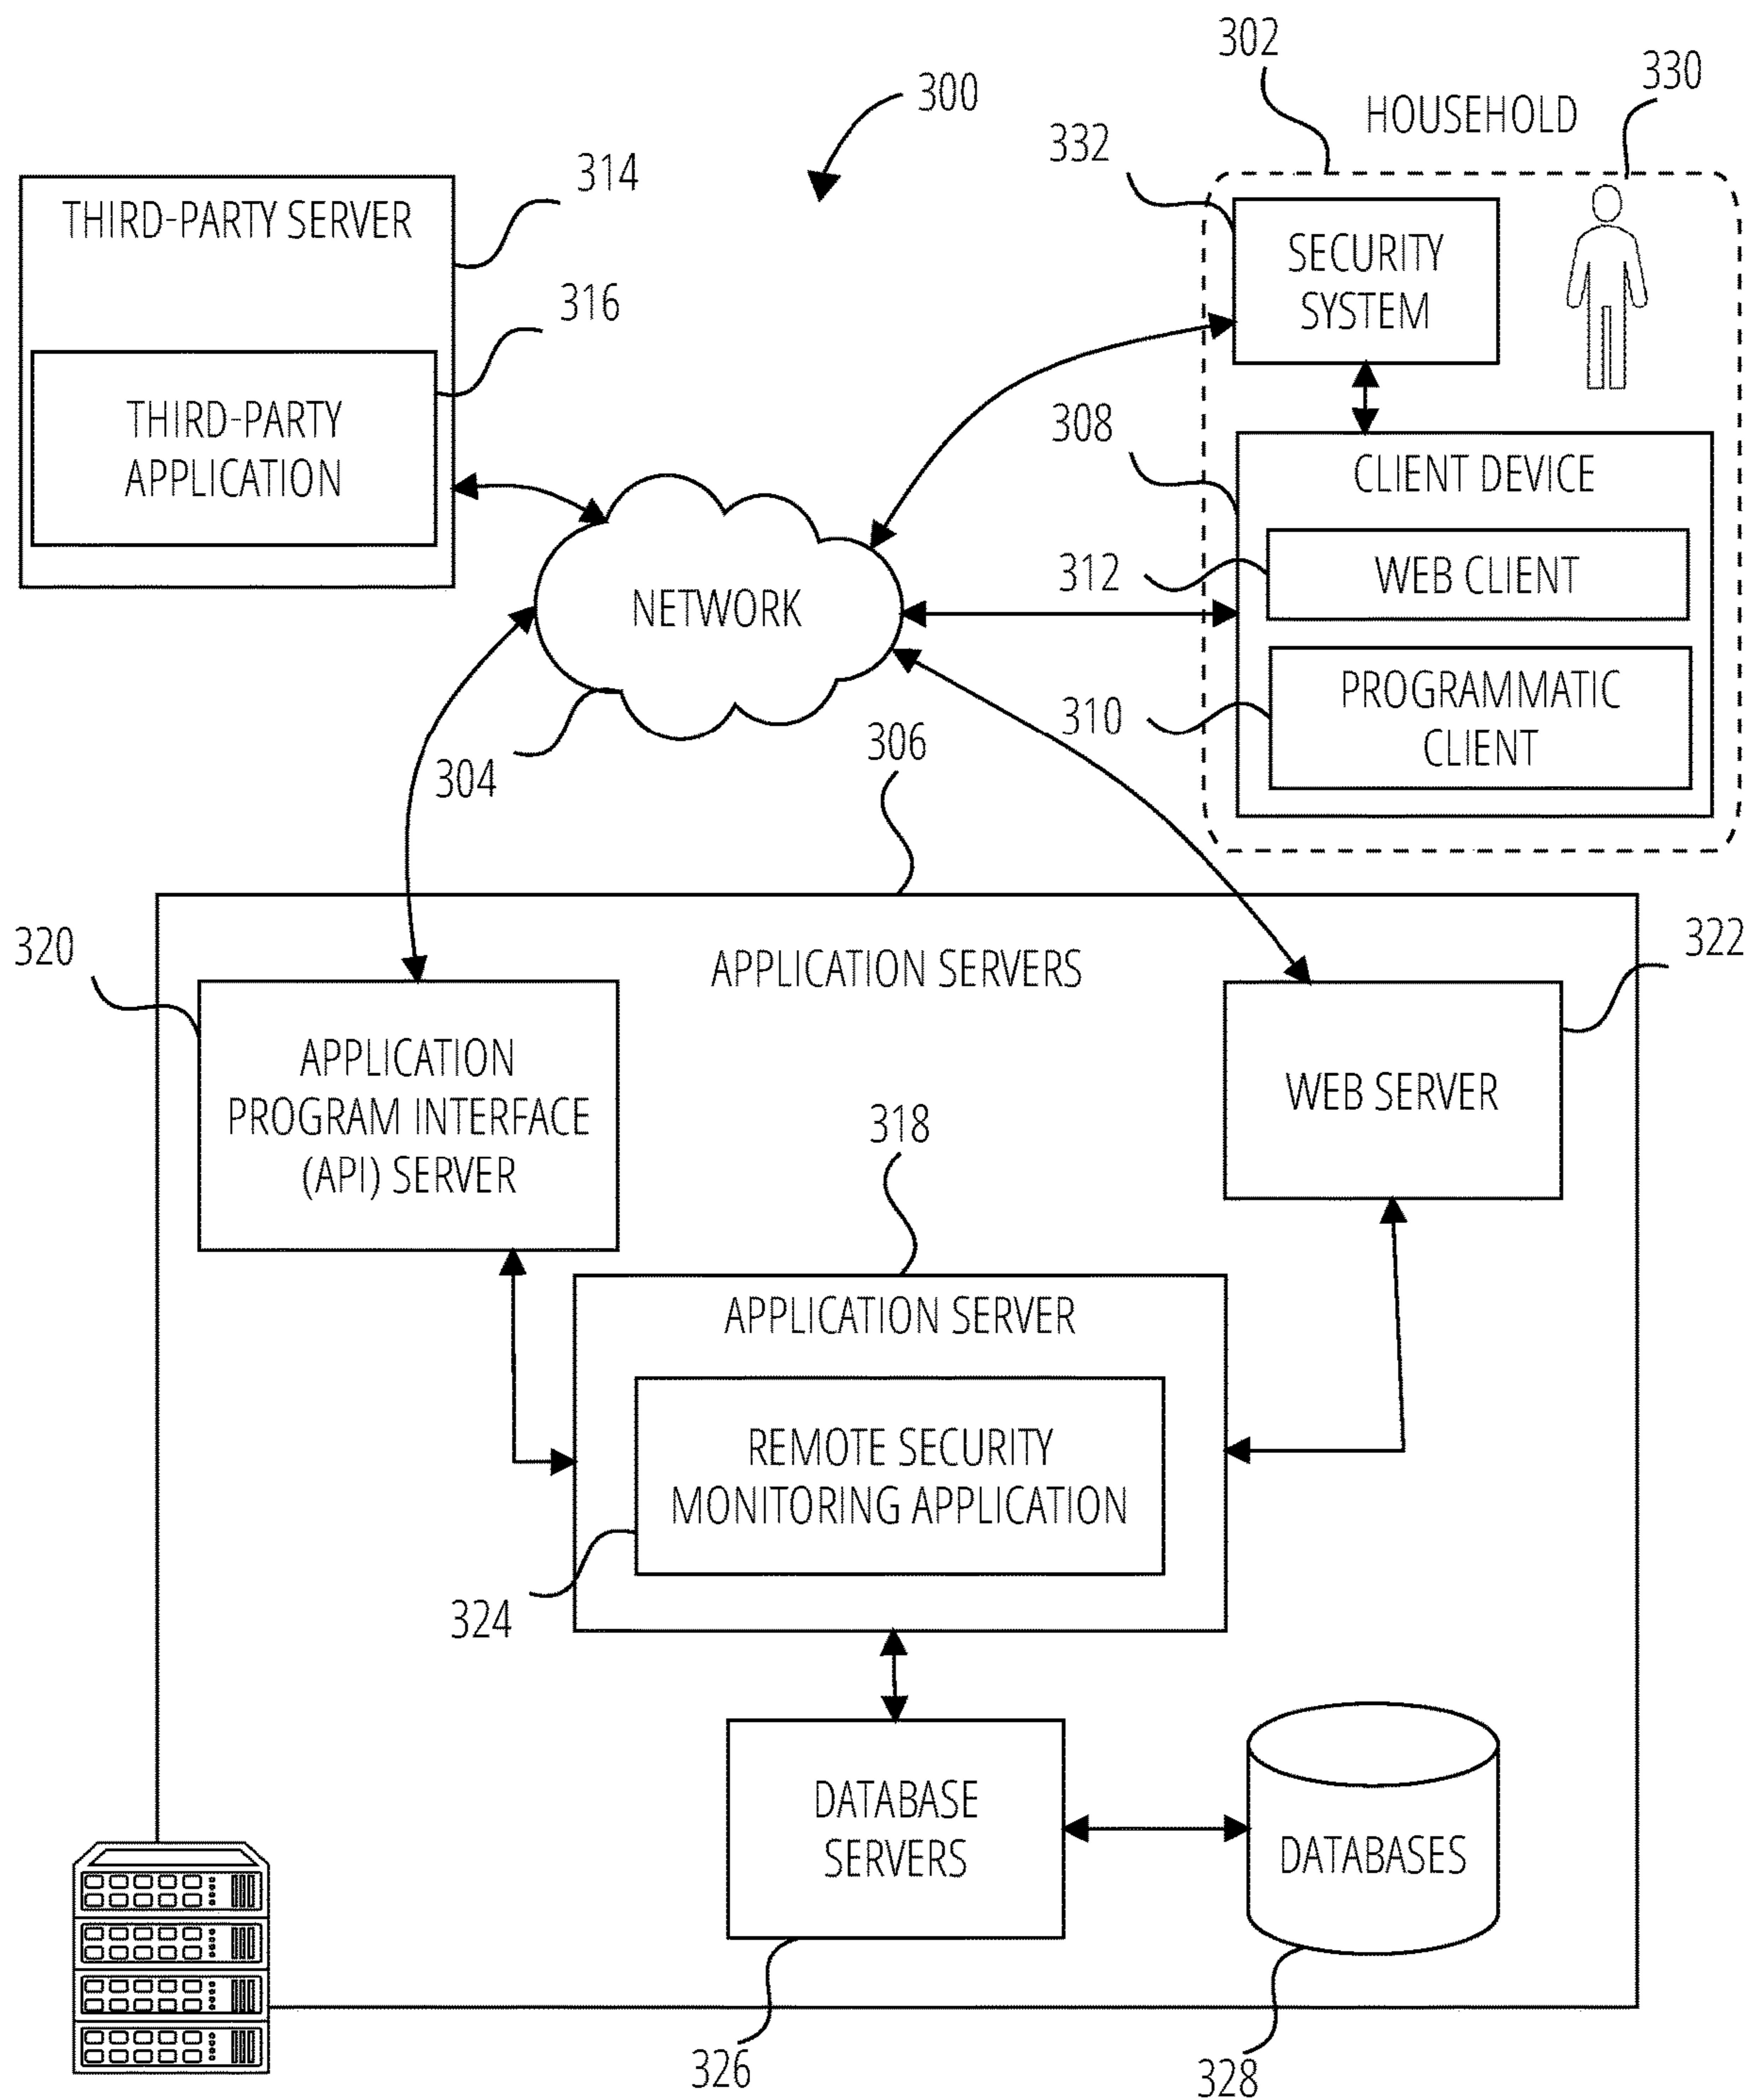 302
330
HOUSEHOLD
300
332
314
THIRD-PARTY SERVER
SECURITY
SYSTEM
316
THIRD-PARTY
APPLICATION
308
CLIENT DEVICE
312
WEB CLIENT
NETWORK
310
PROGRAMMATIC
CLIENT
304
306
320
APPLICATION SERVERS
322
APPLICATION
PROGRAM INTERFACE
(API) SERVER
WEB SERVER
318
APPLICATION SERVER
REMOTE SECURITY
MONITORING APPLICATION
324
DATABASE
SERVERS
DATABASES
326
328